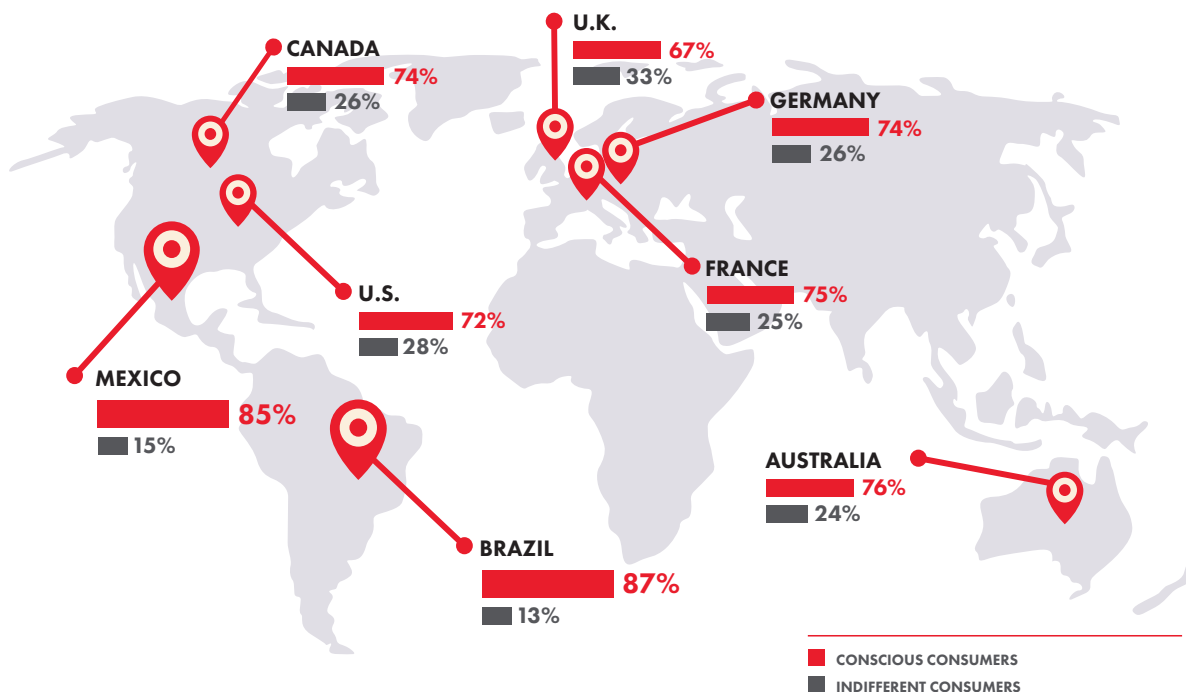 U.K.
67%
33%
CANADA
74%
26%
GERMANY
74%
26%
FRANCE
75%
25%
U.S.
72%
28%
MEXICO
85%
15%
AUSTRALIA
76%
24%
BRAZIL
87%
13%
CONSCIOUS CONSUMERS
INDIFFERENT CONSUMERS